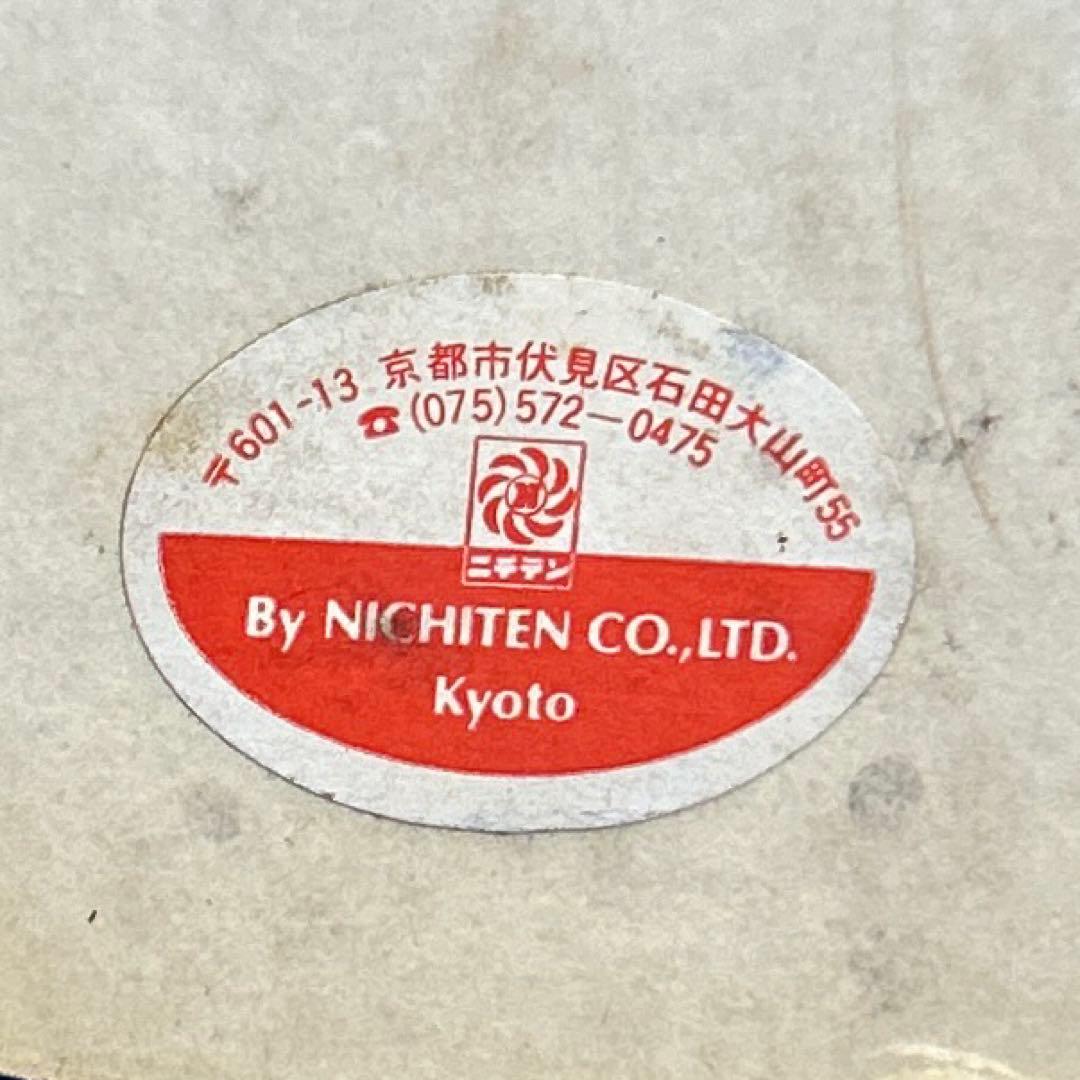 〒601-13 京都市伏見区石田大山町55
☎(075)572-0475
ニチテン
By NICHITEN CO.,LTD.
Kyoto